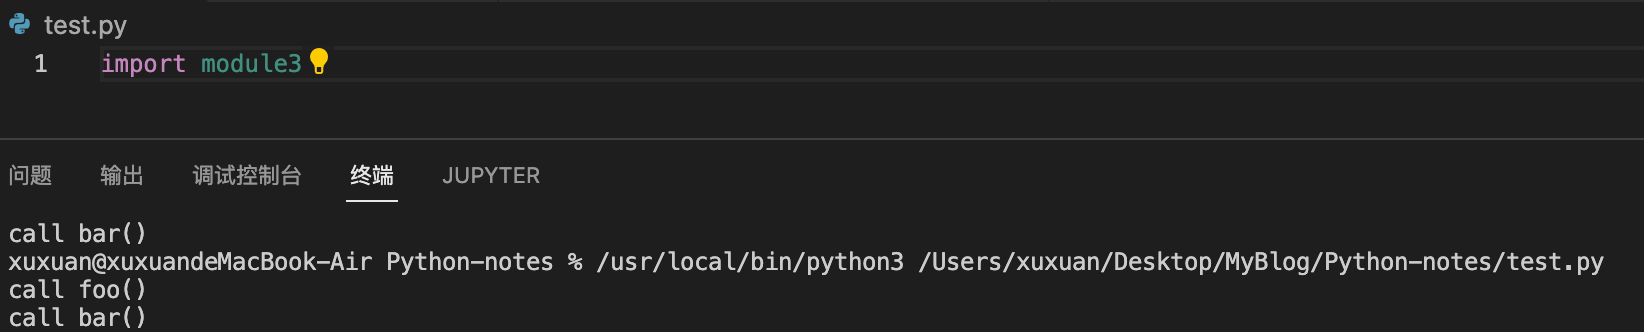 test.py
1 import module3
问题 输出 调试控制台 终端 JUPYTER
call bar()
xuxuan@xuxuandeMacBook-Air Python-notes % /usr/local/bin/python3 /Users/xuxuan/Desktop/MyBlog/Python-notes/test.py
call foo()
call bar()